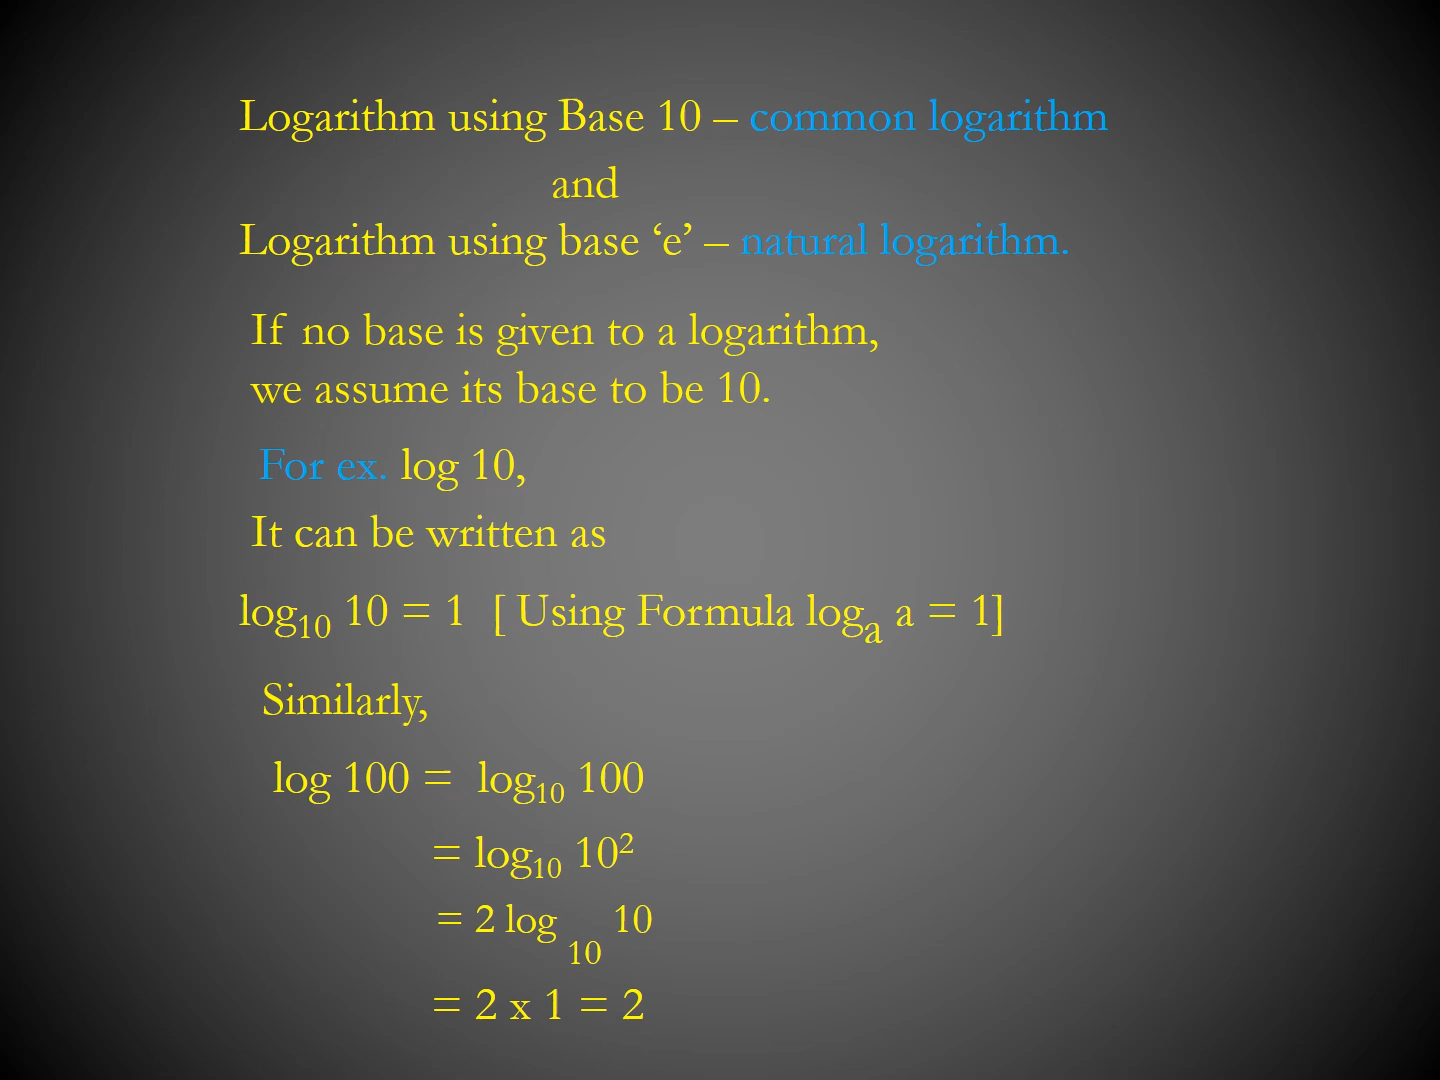 Logarithm using Base 10 – common logarithm
and
Logarithm using base ‘e’ – natural logarithm.
If no base is given to a logarithm,
we assume its base to be 10.
For ex. log 10,
It can be written as
log₁₀ 10 = 1 [ Using Formula logₐ a = 1]
Similarly,
log 100 = log₁₀ 100
= log₁₀ 10²
= 2 log ₁₀ 10
= 2 x 1 = 2